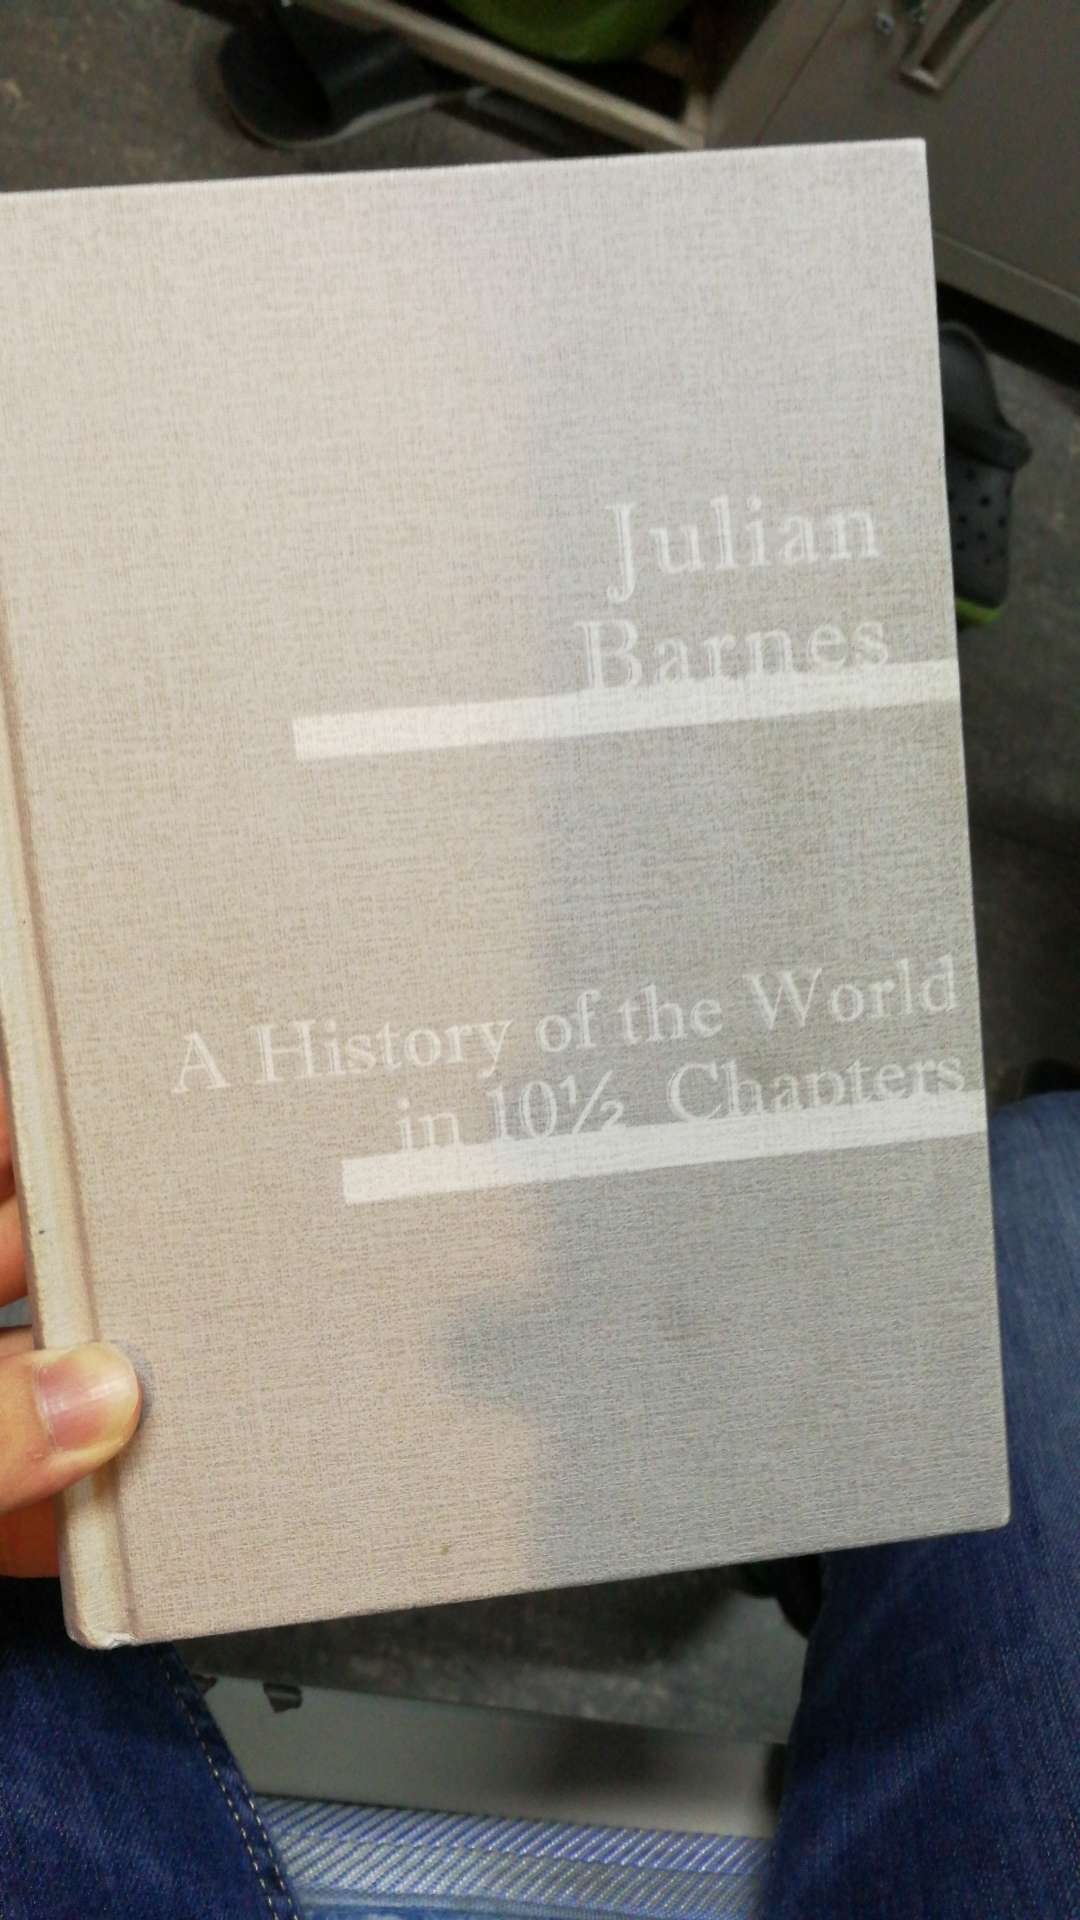 Julian
Barnes
A History of the World
in 10½ Chapters